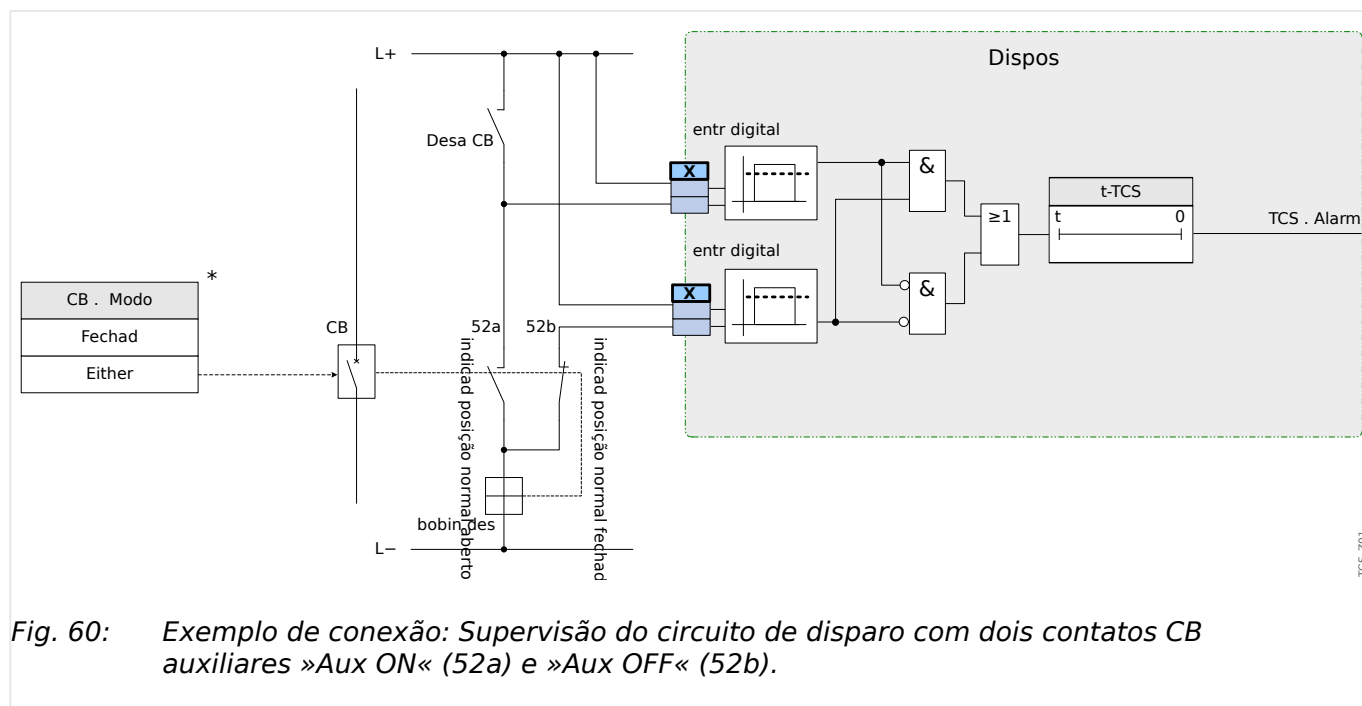 L+
Dispos
entr digital
Desa CB
X
&
t-TCS
≥1
t 0
TCS . Alarm
entr digital
*
X
&
CB . Modo
Fechad
Either
CB
52a 52b
indicad posição normal aberto
indicad posição normal fechad
bobin des
L−
Fig. 60: Exemplo de conexão: Supervisão do circuito de disparo com dois contatos CB
auxiliares »Aux ON« (52a) e »Aux OFF« (52b).